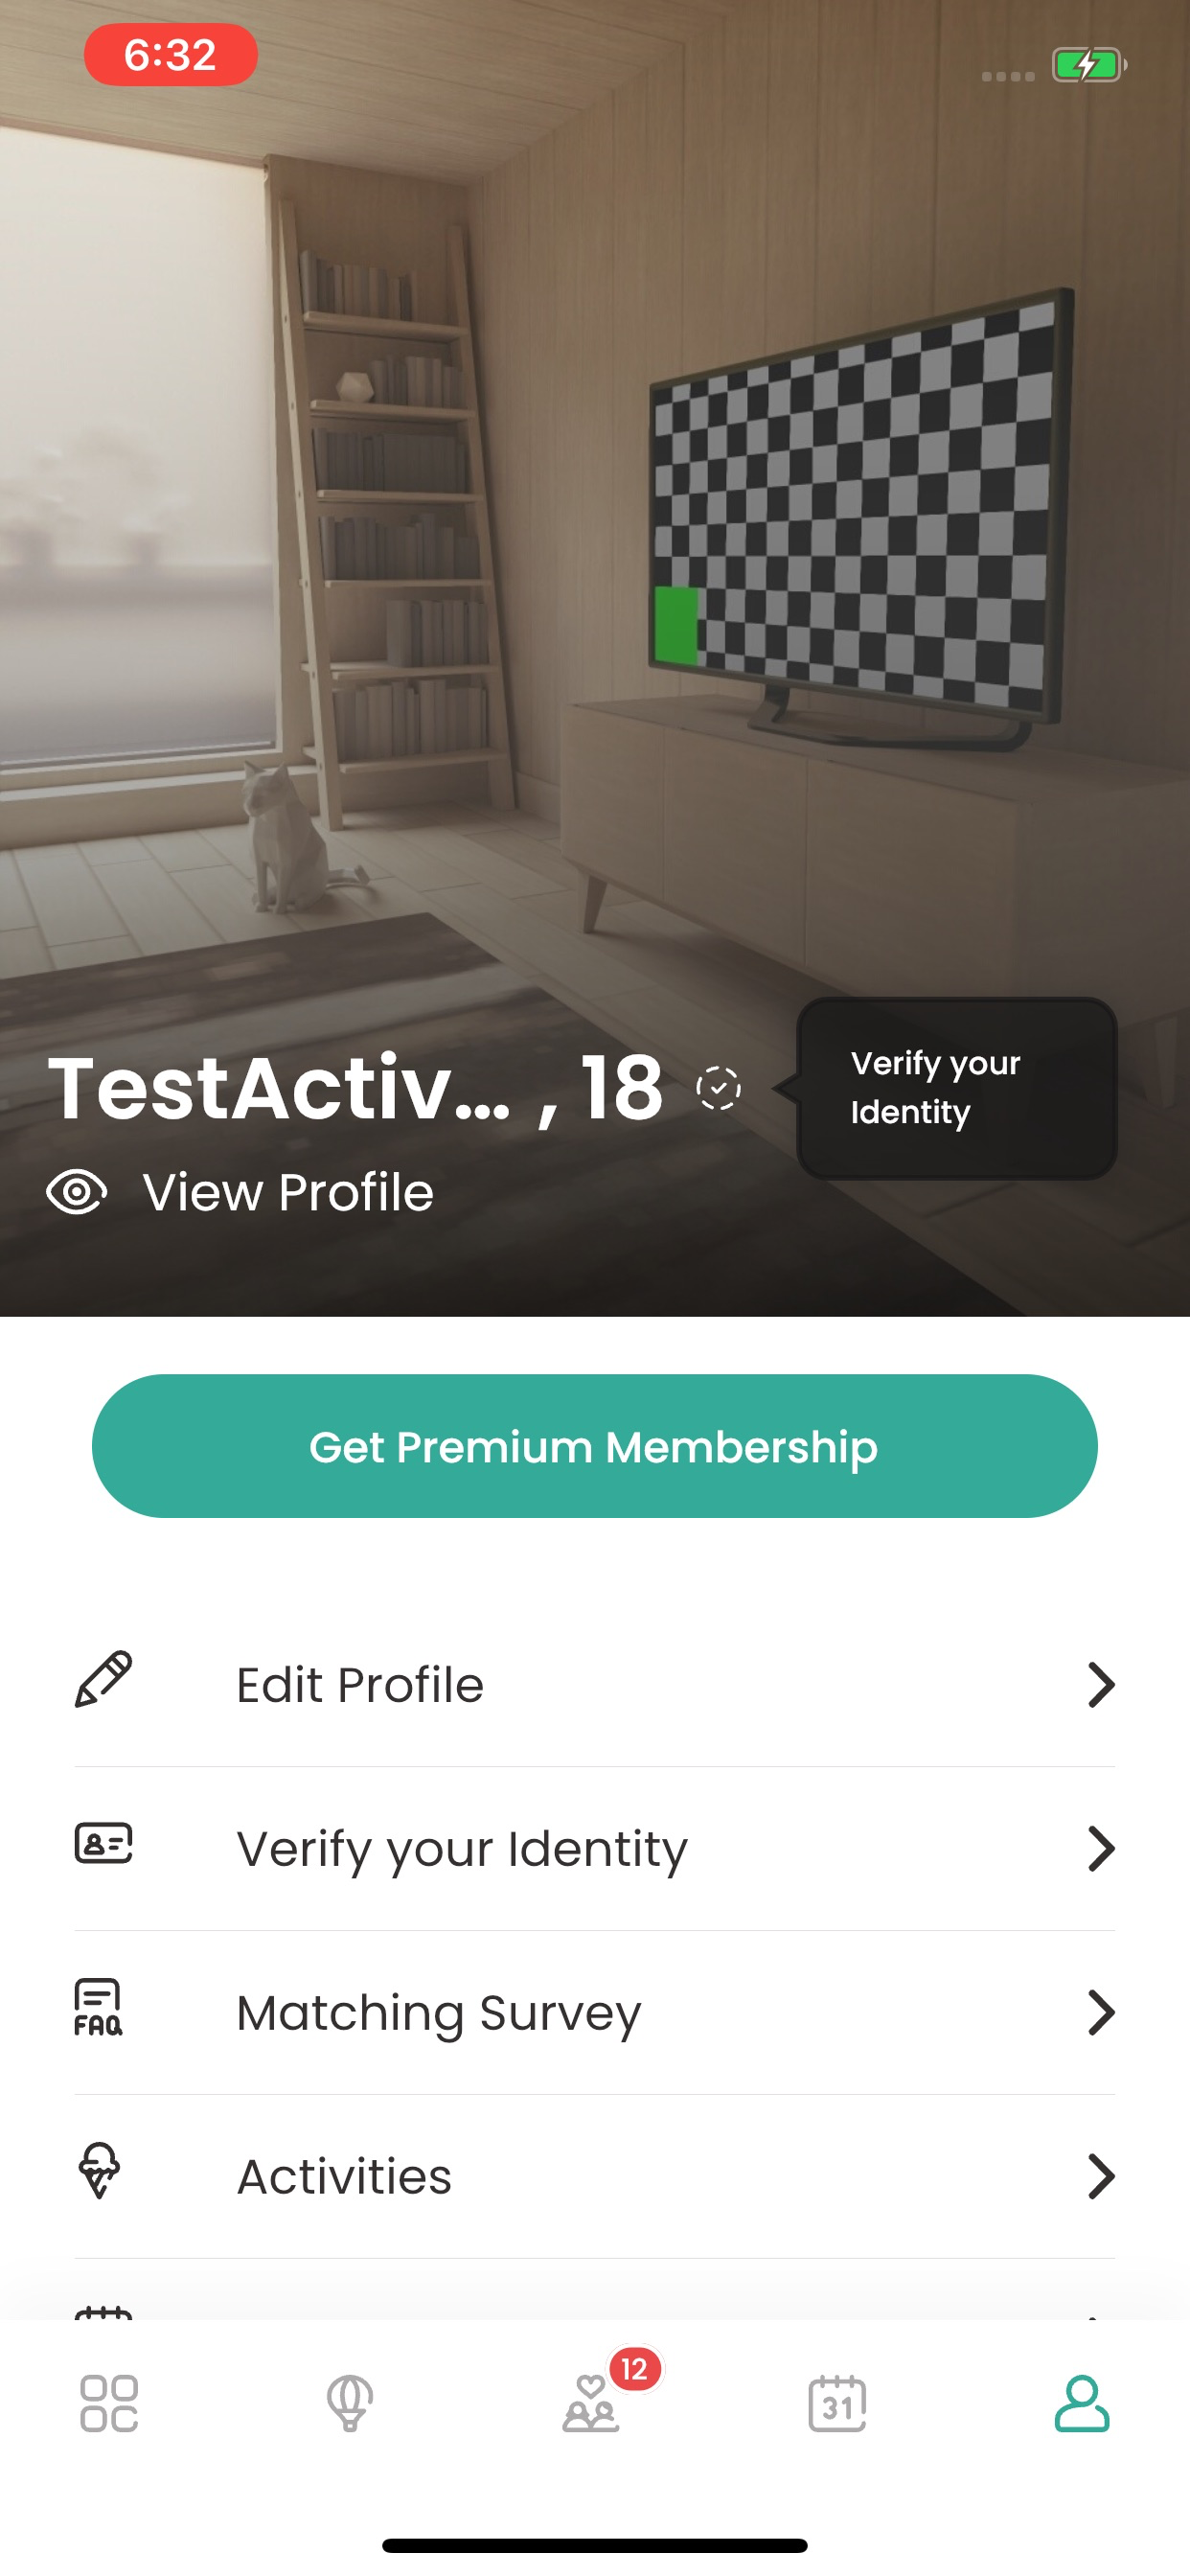 6:32
TestActiv... , 18
Verify your
Identity
View Profile
Get Premium Membership
Edit Profile
Verify your Identity
FAQ
Matching Survey
Activities
12
31